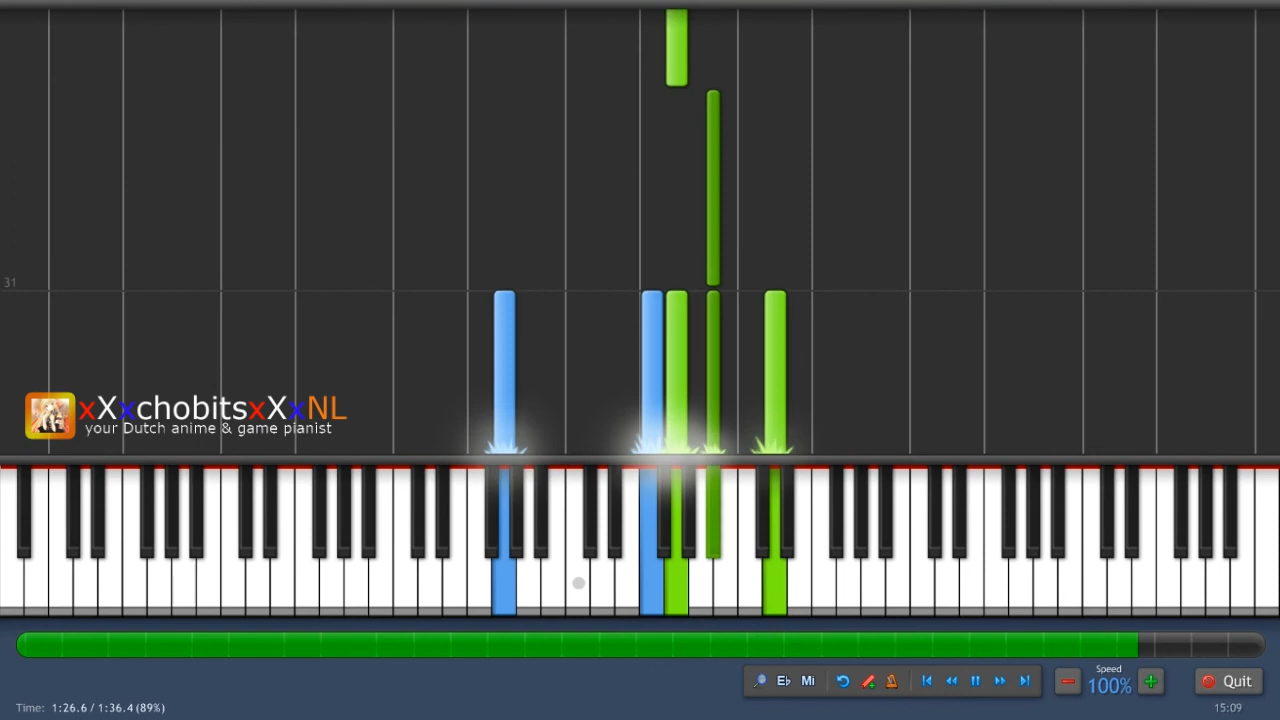 31
xXxchobitsxXxNL
your Dutch anime & game pianist
E♭ Mi
Speed
100%
Quit
Time: 1:26.6 / 1:36.4 (89%)
15:09